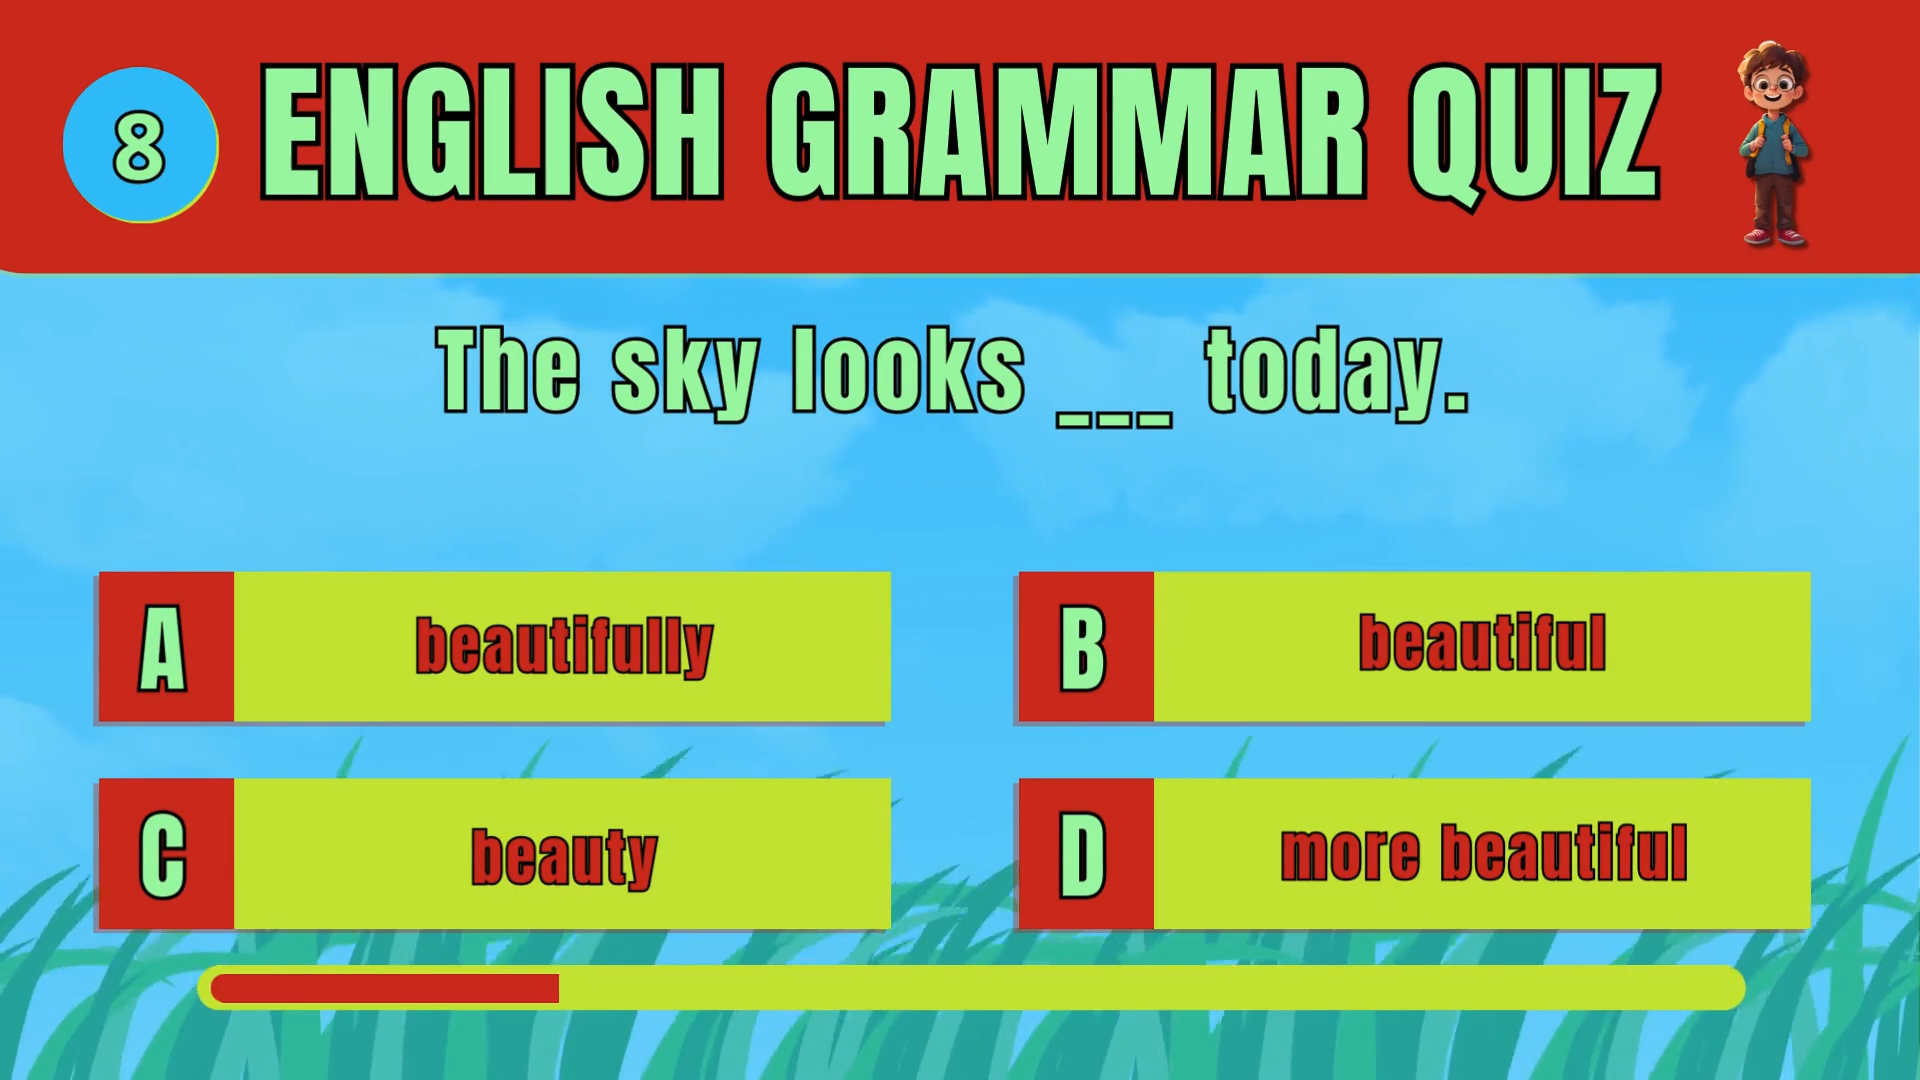 8
ENGLISH GRAMMAR QUIZ
The sky looks ___ today.
A beautifully
B beautiful
C beauty
D more beautiful